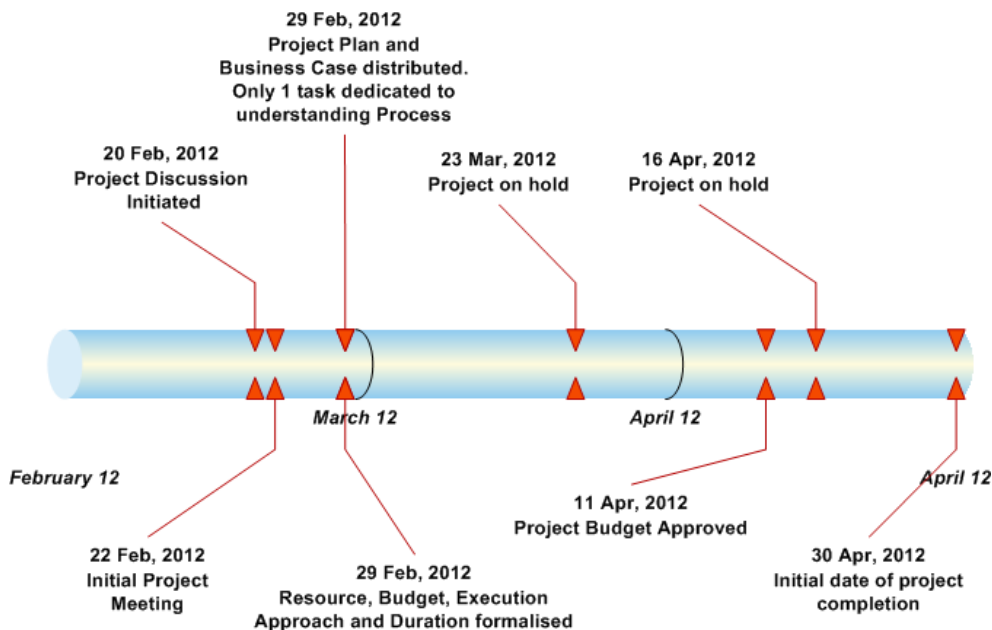 29 Feb, 2012
Project Plan and
Business Case distributed.
Only 1 task dedicated to
understanding Process
20 Feb, 2012
Project Discussion
Initiated
23 Mar, 2012
Project on hold
16 Apr, 2012
Project on hold
March 12
April 12
February 12
April 12
22 Feb, 2012
Initial Project
Meeting
29 Feb, 2012
Resource, Budget, Execution
Approach and Duration formalised
11 Apr, 2012
Project Budget Approved
30 Apr, 2012
Initial date of project
completion